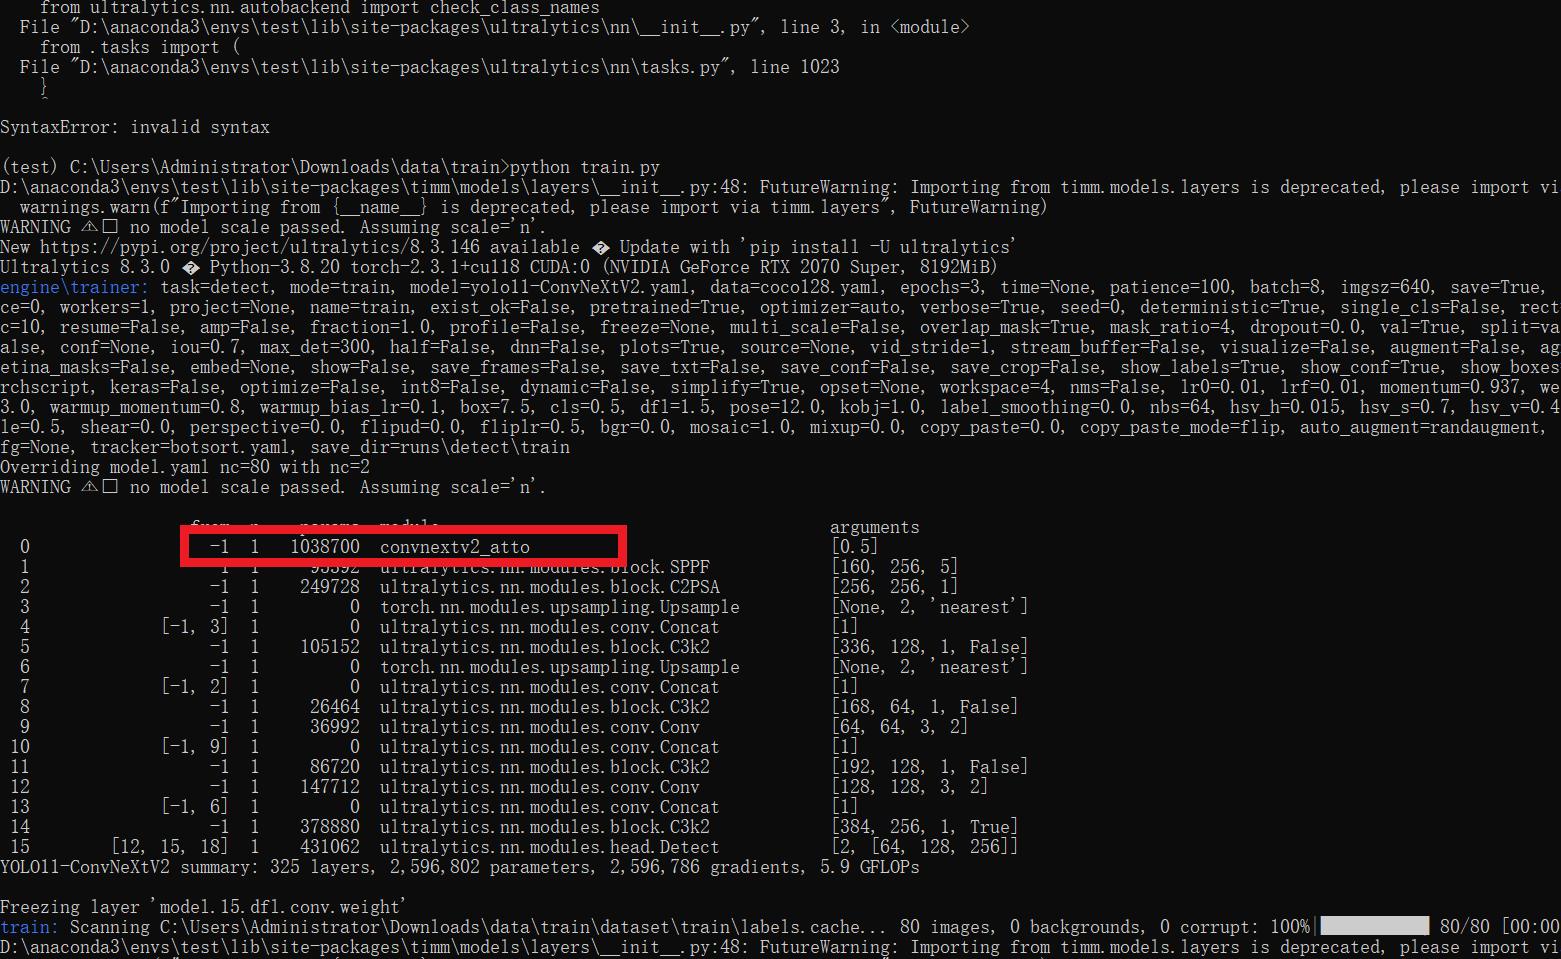 from ultralytics.nn.autobackend import check_class_names
File "D:\anaconda3\envs\test\lib\site-packages\ultralytics\nn\__init__.py", line 3, in <module>
from .tasks import (
File "D:\anaconda3\envs\test\lib\site-packages\ultralytics\nn\tasks.py", line 1023
}
^
SyntaxError: invalid syntax
(test) C:\Users\Administrator\Downloads\data\train>python train.py
D:\anaconda3\envs\test\lib\site-packages\timm\models\layers\__init__.py:48: FutureWarning: Importing from timm.models.layers is deprecated, please import vi
warnings.warn(f"Importing from {__name__} is deprecated, please import via timm.layers", FutureWarning)
WARNING ⚠□ no model scale passed. Assuming scale='n'.
New https://pypi.org/project/ultralytics/8.3.146 available � Update with 'pip install -U ultralytics'
Ultralytics 8.3.0 � Python-3.8.20 torch-2.3.1+cu118 CUDA:0 (NVIDIA GeForce RTX 2070 Super, 8192MiB)
engine\trainer: task=detect, mode=train, model=yolo11-ConvNeXtV2.yaml, data=coco128.yaml, epochs=3, time=None, patience=100, batch=8, imgsz=640, save=True,
ce=0, workers=1, project=None, name=train, exist_ok=False, pretrained=True, optimizer=auto, verbose=True, seed=0, deterministic=True, single_cls=False, rect
c=10, resume=False, amp=False, fraction=1.0, profile=False, freeze=None, multi_scale=False, overlap_mask=True, mask_ratio=4, dropout=0.0, val=True, split=va
alse, conf=None, iou=0.7, max_det=300, half=False, dnn=False, plots=True, source=None, vid_stride=1, stream_buffer=False, visualize=False, augment=False, ag
etina_masks=False, embed=None, show=False, save_frames=False, save_txt=False, save_conf=False, save_crop=False, show_labels=True, show_conf=True, show_boxes
rchscript, keras=False, optimize=False, int8=False, dynamic=False, simplify=True, opset=None, workspace=4, nms=False, lr0=0.01, lrf=0.01, momentum=0.937, we
3.0, warmup_momentum=0.8, warmup_bias_lr=0.1, box=7.5, cls=0.5, dfl=1.5, pose=12.0, kobj=1.0, label_smoothing=0.0, nbs=64, hsv_h=0.015, hsv_s=0.7, hsv_v=0.4
le=0.5, shear=0.0, perspective=0.0, flipud=0.0, fliplr=0.5, bgr=0.0, mosaic=1.0, mixup=0.0, copy_paste=0.0, copy_paste_mode=flip, auto_augment=randaugment,
fg=None, tracker=botsort.yaml, save_dir=runs\detect\train
Overriding model.yaml nc=80 with nc=2
WARNING ⚠□ no model scale passed. Assuming scale='n'.
from n params module arguments
0 -1 1 1038700 convnextv2_atto [0.5]
1 -1 1 95392 ultralytics.nn.modules.block.SPPF [160, 256, 5]
2 -1 1 249728 ultralytics.nn.modules.block.C2PSA [256, 256, 1]
3 -1 1 0 torch.nn.modules.upsampling.Upsample [None, 2, 'nearest']
4 [-1, 3] 1 0 ultralytics.nn.modules.conv.Concat [1]
5 -1 1 105152 ultralytics.nn.modules.block.C3k2 [336, 128, 1, False]
6 -1 1 0 torch.nn.modules.upsampling.Upsample [None, 2, 'nearest']
7 [-1, 2] 1 0 ultralytics.nn.modules.conv.Concat [1]
8 -1 1 26464 ultralytics.nn.modules.block.C3k2 [168, 64, 1, False]
9 -1 1 36992 ultralytics.nn.modules.conv.Conv [64, 64, 3, 2]
10 [-1, 9] 1 0 ultralytics.nn.modules.conv.Concat [1]
11 -1 1 86720 ultralytics.nn.modules.block.C3k2 [192, 128, 1, False]
12 -1 1 147712 ultralytics.nn.modules.conv.Conv [128, 128, 3, 2]
13 [-1, 6] 1 0 ultralytics.nn.modules.conv.Concat [1]
14 -1 1 378880 ultralytics.nn.modules.block.C3k2 [384, 256, 1, True]
15 [12, 15, 18] 1 431062 ultralytics.nn.modules.head.Detect [2, [64, 128, 256]]
YOLO11-ConvNeXtV2 summary: 325 layers, 2,596,802 parameters, 2,596,786 gradients, 5.9 GFLOPs
Freezing layer 'model.15.dfl.conv.weight'
train: Scanning C:\Users\Administrator\Downloads\data\train\dataset\train\labels.cache... 80 images, 0 backgrounds, 0 corrupt: 100%| 80/80 [00:00
D:\anaconda3\envs\test\lib\site-packages\timm\models\layers\__init__.py:48: FutureWarning: Importing from timm.models.layers is deprecated, please import vi